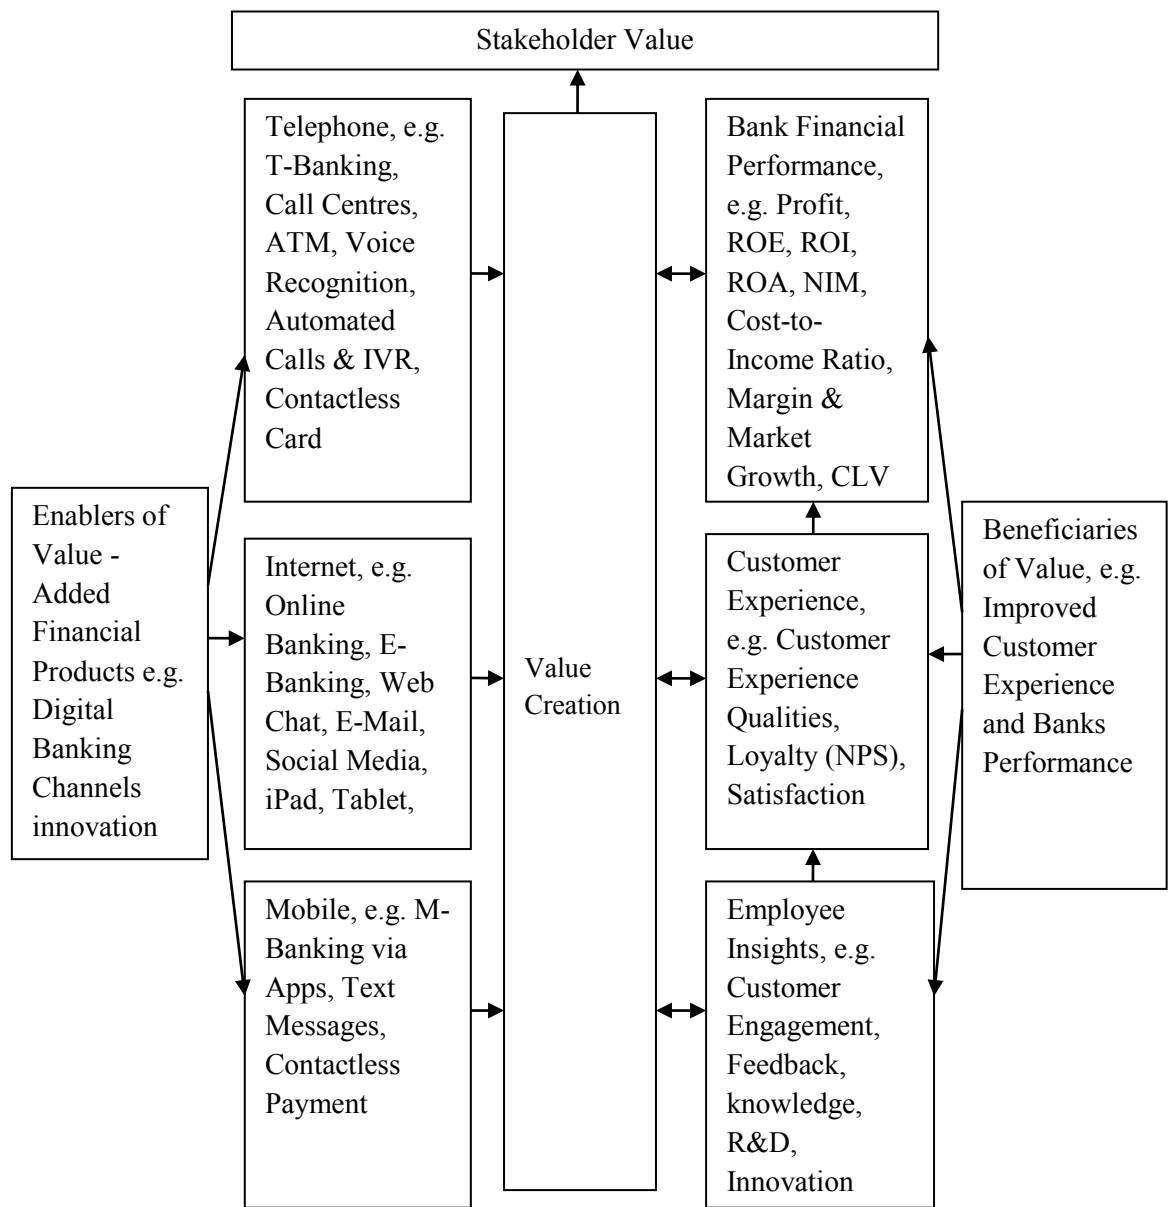 Stakeholder Value
Telephone, e.g.
T-Banking,
Call Centres,
ATM, Voice
Recognition,
Automated
Calls & IVR,
Contactless
Card
Bank Financial
Performance,
e.g. Profit,
ROE, ROI,
ROA, NIM,
Cost-to-
Income Ratio,
Margin &
Market
Growth, CLV
Enablers of
Value -
Added
Financial
Products e.g.
Digital
Banking
Channels
innovation
Internet, e.g.
Online
Banking, E-
Banking, Web
Chat, E-Mail,
Social Media,
iPad, Tablet,
Value
Creation
Customer
Experience,
e.g. Customer
Experience
Qualities,
Loyalty (NPS),
Satisfaction
Beneficiaries
of Value, e.g.
Improved
Customer
Experience
and Banks
Performance
Mobile, e.g. M-
Banking via
Apps, Text
Messages,
Contactless
Payment
Employee
Insights, e.g.
Customer
Engagement,
Feedback,
knowledge,
R&D,
Innovation